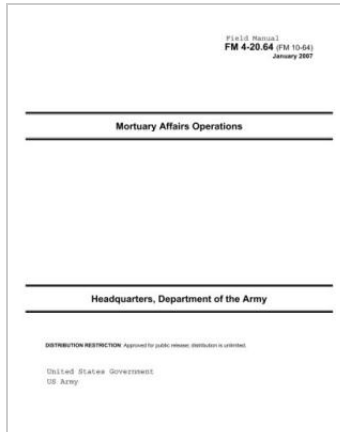 Field Manual
FM 4-20.64 (FM 10-64)
January 2007
Mortuary Affairs Operations
Headquarters, Department of the Army
DISTRIBUTION RESTRICTION: Approved for public release; distribution is unlimited.
United States Government
US Army